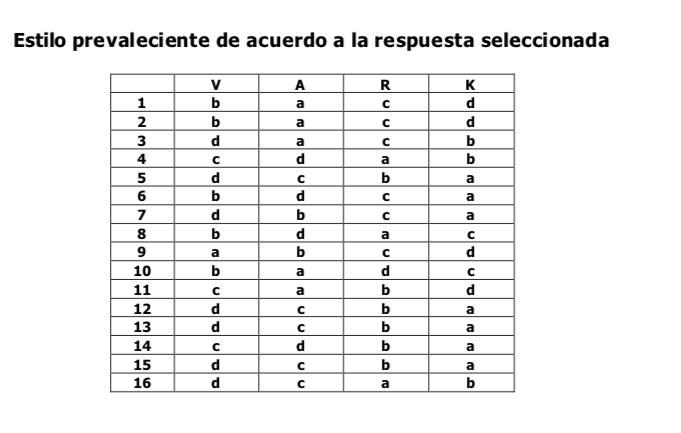 Estilo prevaleciente de acuerdo a la respuesta seleccionada
V A R K
1 b a c d
2 b a c d
3 d a c b
4 c d a b
5 d c b a
6 b d c a
7 d b c a
8 b d a c
9 a b c d
10 b a d c
11 c a b d
12 d c b a
13 d c b a
14 c d b a
15 d c b a
16 d c a b